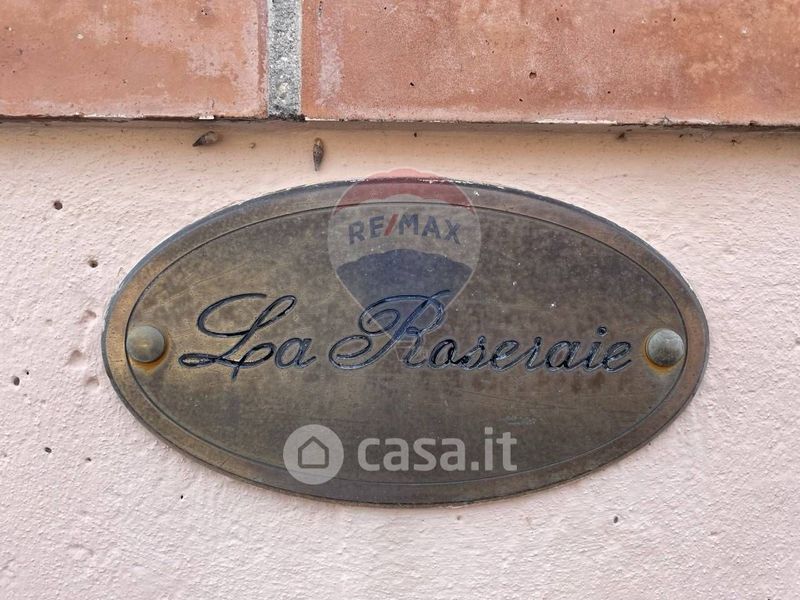 RE/MAX
La Roseraie
casa.it